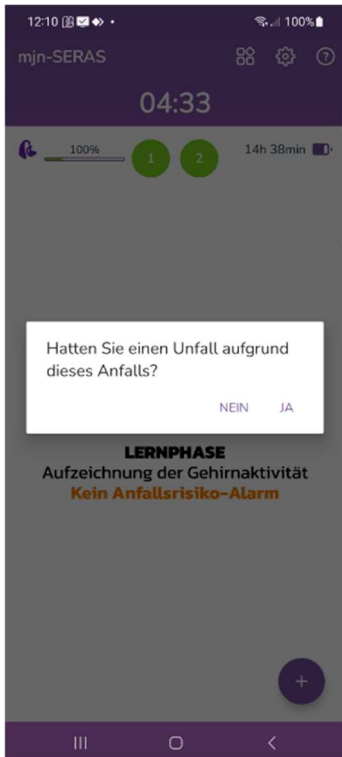 12:10
100%
mjn-SERAS
04:33
100%
1
2
14h 38min
Hatten Sie einen Unfall aufgrund
dieses Anfalls?
NEIN JA
LERNPHASE
Aufzeichnung der Gehirnaktivität
Kein Anfallsrisiko-Alarm